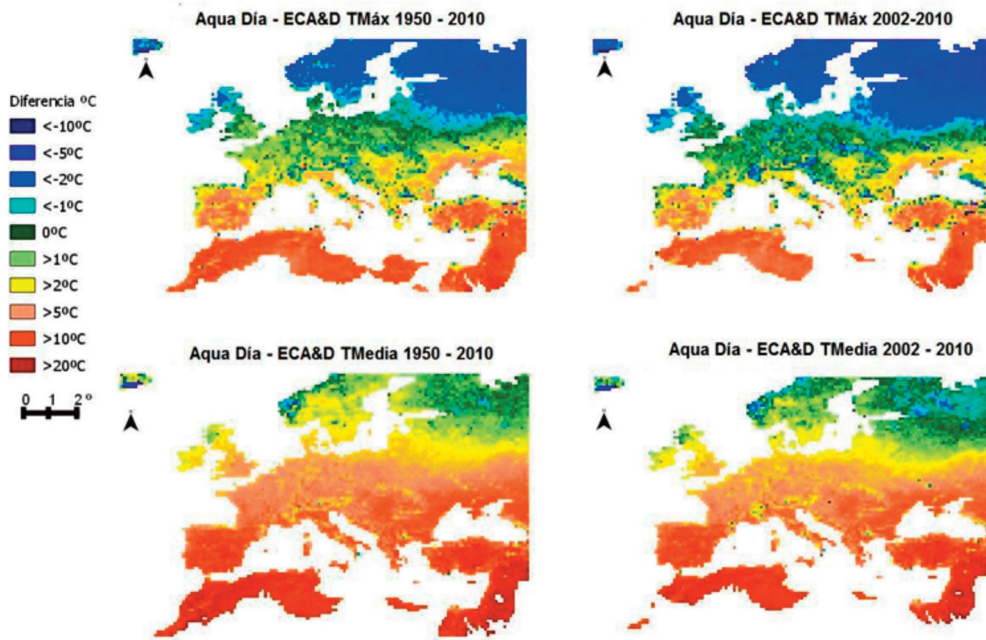 Aqua Día - ECA&D TMáx 1950 - 2010
Aqua Día - ECA&D TMáx 2002-2010
Diferencia ºC
<-10ºC
<-5ºC
<-2ºC
<-1ºC
0ºC
>1ºC
>2ºC
>5ºC
>10ºC
>20ºC
0 1 2 º
Aqua Día - ECA&D TMedia 1950 - 2010
Aqua Día - ECA&D TMedia 2002 - 2010